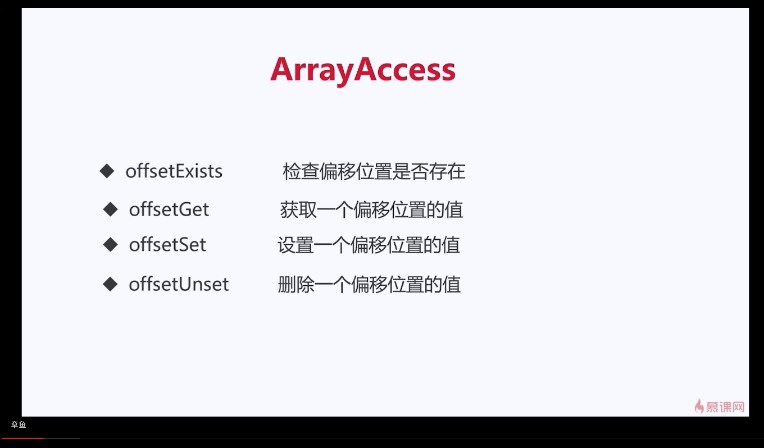 ArrayAccess
◆ offsetExists 检查偏移位置是否存在
◆ offsetGet 获取一个偏移位置的值
◆ offsetSet 设置一个偏移位置的值
◆ offsetUnset 删除一个偏移位置的值
慕课网